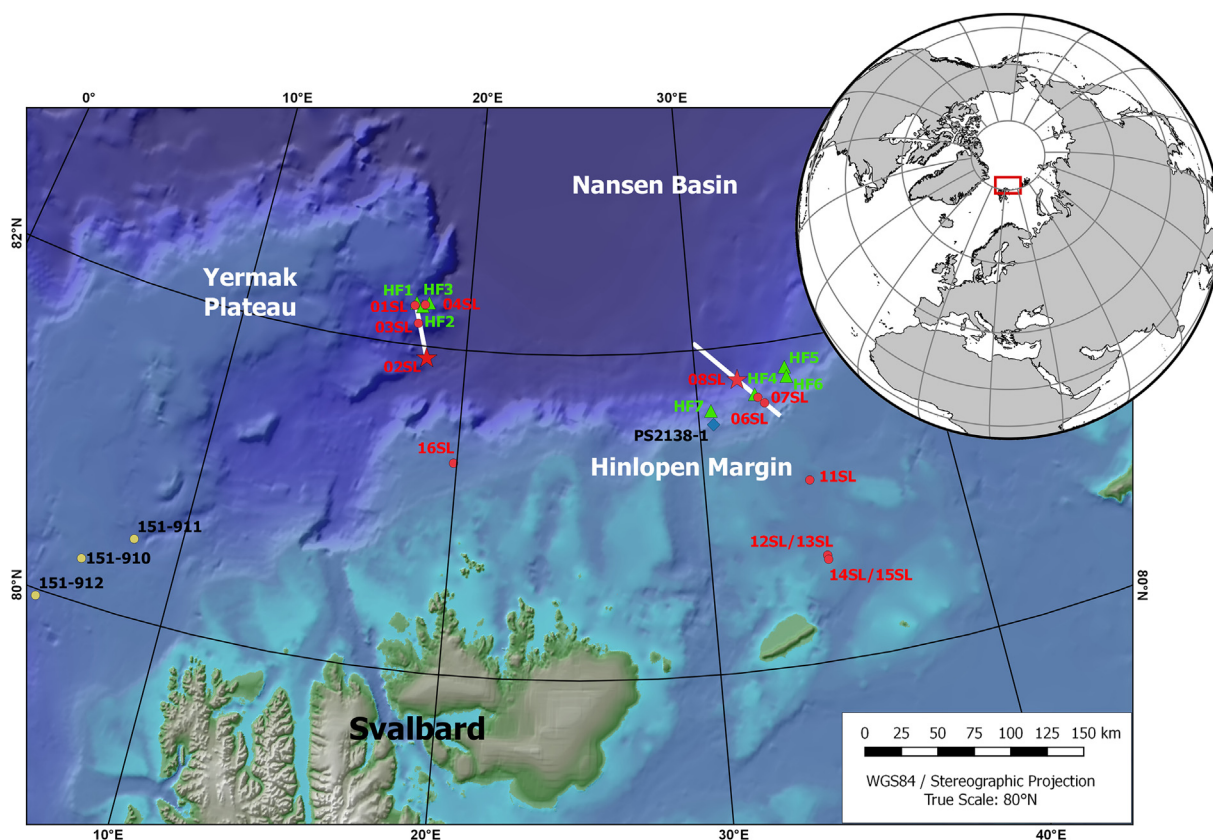 0°
10°E
20°E
30°E
Nansen Basin
82°N
Yermak
Plateau
HF1
HF3
01SL
04SL
03SL
HF2
02SL
HF5
08SL
HF4
HF6
07SL
HF7
06SL
PS2138-1
16SL
Hinlopen Margin
11SL
151-911
12SL/13SL
151-910
14SL/15SL
151-912
80°N
80°N
Svalbard
0 25 50 75 100 125 150 km
WGS84 / Stereographic Projection
True Scale: 80°N
10°E
20°E
30°E
40°E